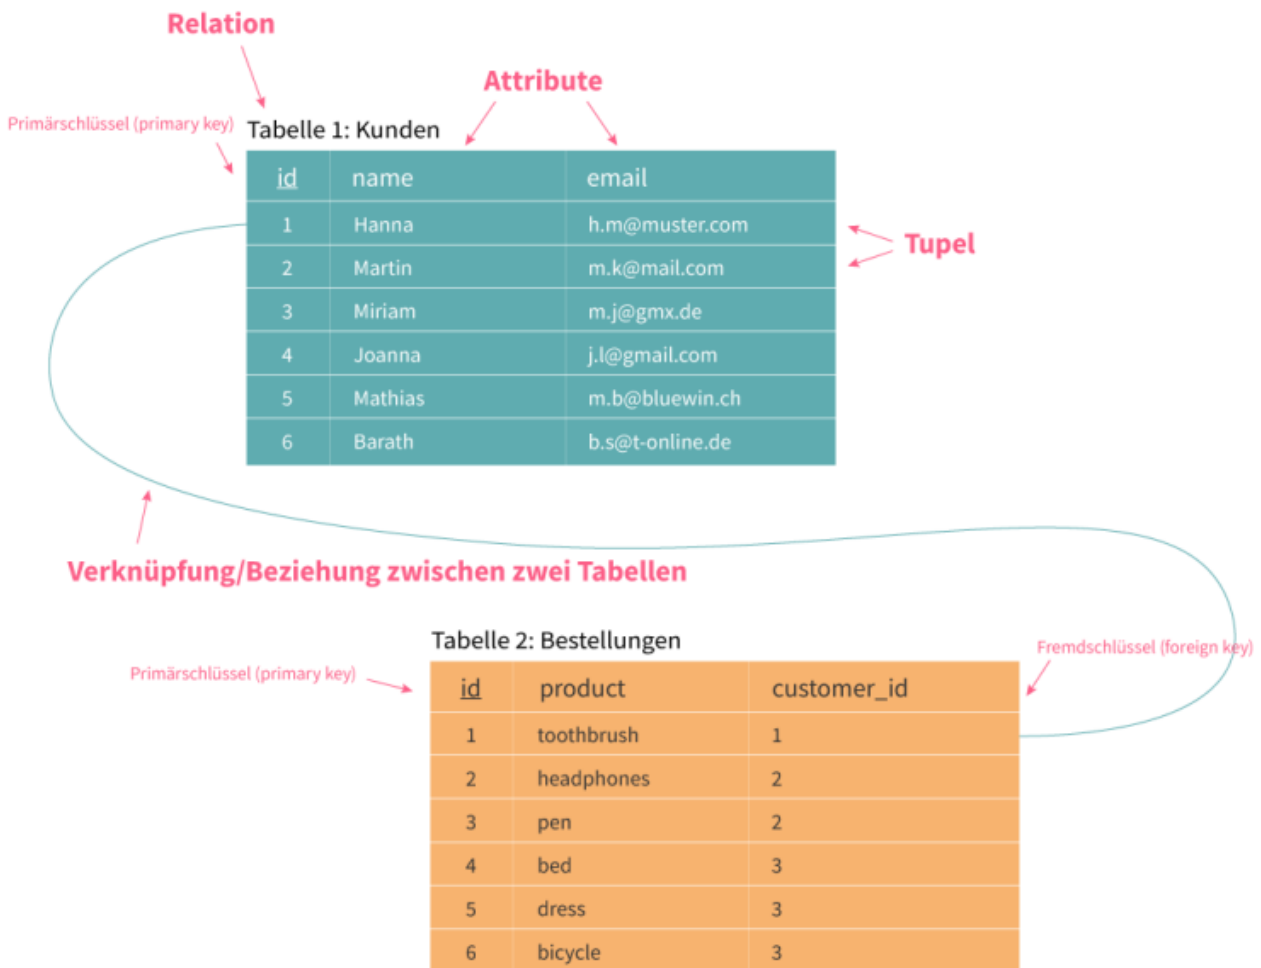 Relation
Attribute
Primärschlüssel (primary key)
Tabelle 1: Kunden
id name email
1 Hanna h.m@muster.com
2 Martin m.k@mail.com
3 Miriam m.j@gmx.de
4 Joanna j.l@gmail.com
5 Mathias m.b@bluewin.ch
6 Barath b.s@t-online.de
Tupel
Verknüpfung/Beziehung zwischen zwei Tabellen
Tabelle 2: Bestellungen
Primärschlüssel (primary key)
Fremdschlüssel (foreign key)
id product customer_id
1 toothbrush 1
2 headphones 2
3 pen 2
4 bed 3
5 dress 3
6 bicycle 3